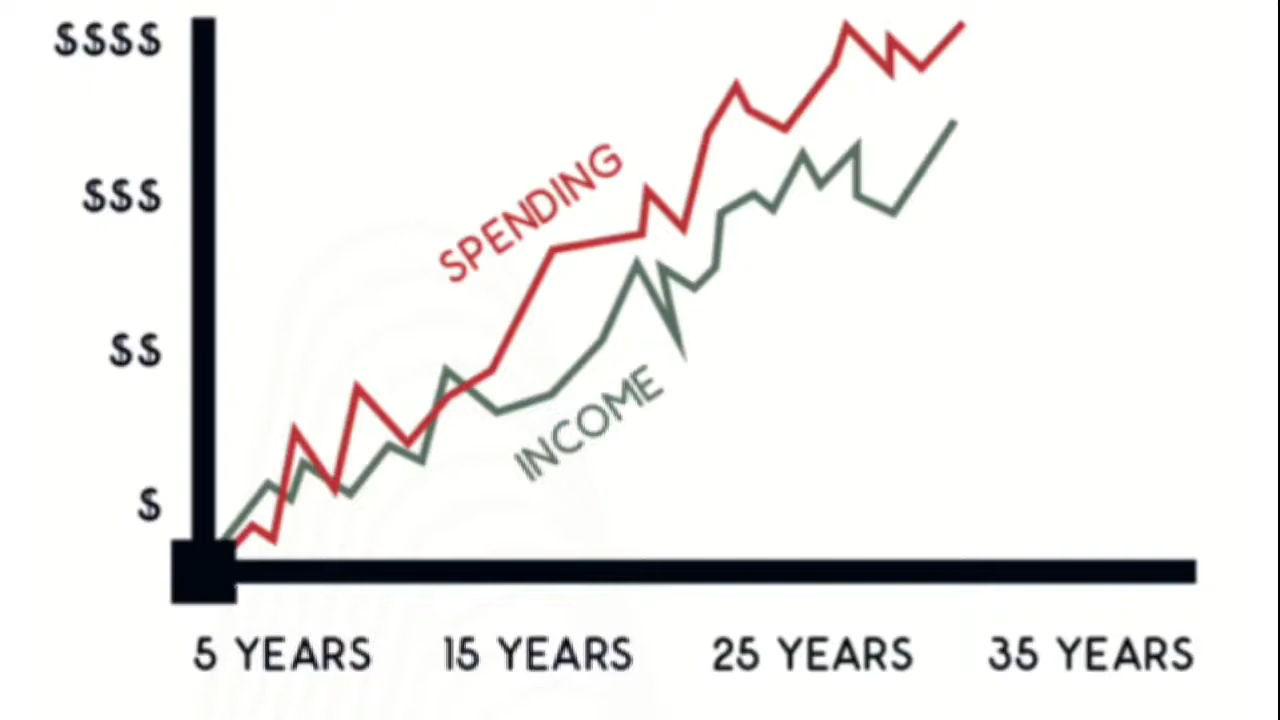 $$$$
$$$
$$
$
SPENDING
INCOME
5 YEARS
15 YEARS
25 YEARS
35 YEARS